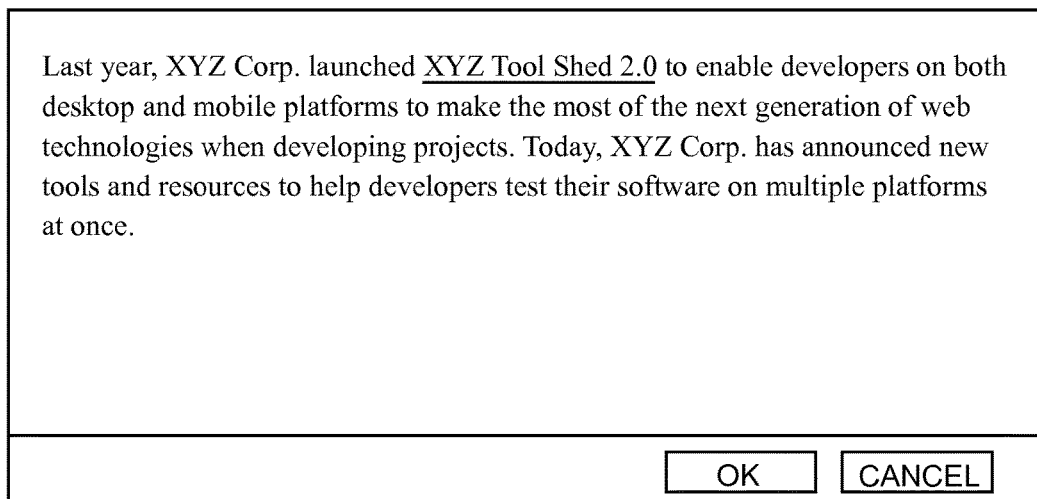 Last year, XYZ Corp. launched XYZ Tool Shed 2.0 to enable developers on both
desktop and mobile platforms to make the most of the next generation of web
technologies when developing projects. Today, XYZ Corp. has announced new
tools and resources to help developers test their software on multiple platforms
at once.
OK CANCEL